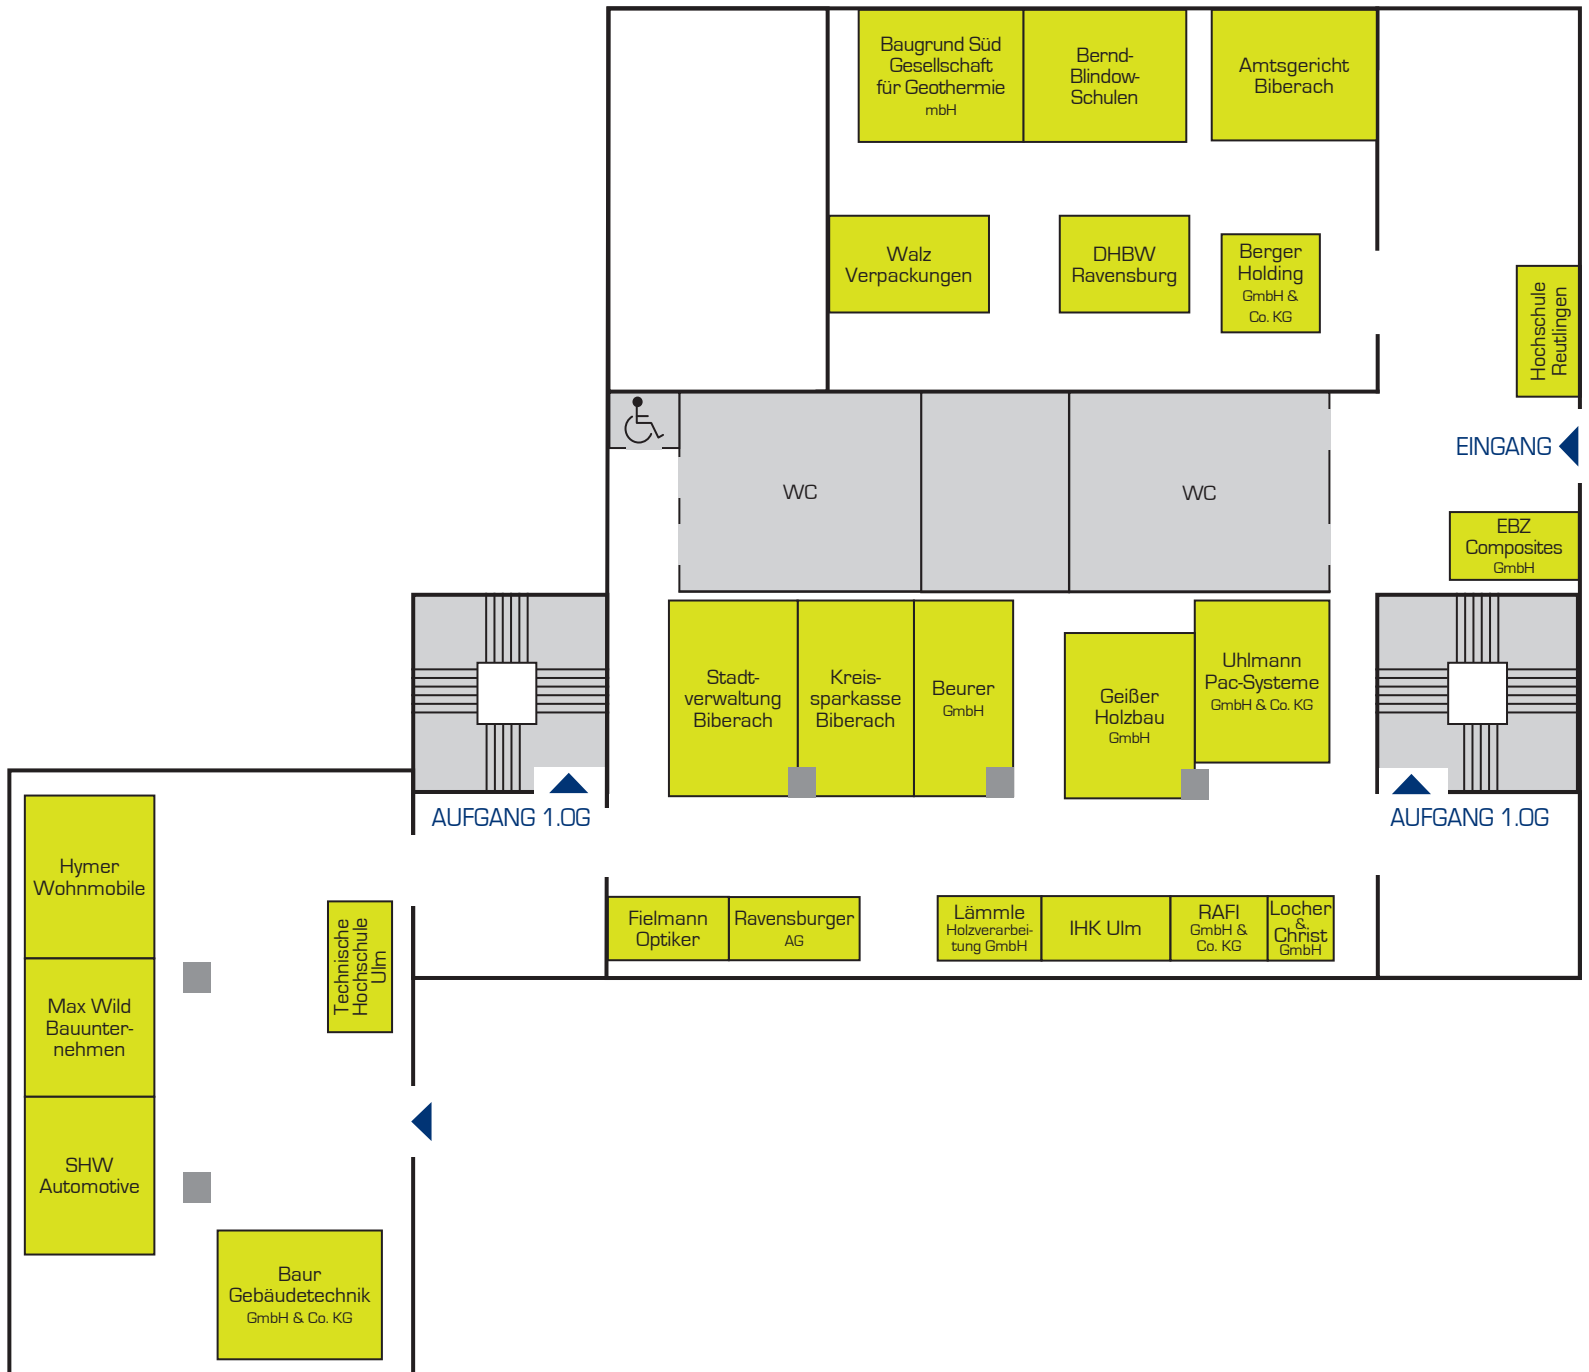 Baugrund Süd
Gesellschaft
für Geothermie
mbH
Bernd-
Blindow-
Schulen
Amtsgericht
Biberach
Walz
Verpackungen
DHBW
Ravensburg
Berger
Holding
GmbH &
Co. KG
Hochschule
Reutlingen
EINGANG
WC
WC
EBZ
Composites
GmbH
Stadt-
verwaltung
Biberach
Kreis-
sparkasse
Biberach
Beurer
GmbH
Geißer
Holzbau
GmbH
Uhlmann
Pac-Systeme
GmbH & Co. KG
AUFGANG 1.OG
AUFGANG 1.OG
Hymer
Wohnmobile
Technische
Hochschule
Ulm
Fielmann
Optiker
Ravensburger
AG
Lämmle
Holzverarbei-
tung GmbH
IHK Ulm
RAFI
GmbH &
Co. KG
Locher
&
Christ
GmbH
Max Wild
Bauunter-
nehmen
SHW
Automotive
Baur
Gebäudetechnik
GmbH & Co. KG